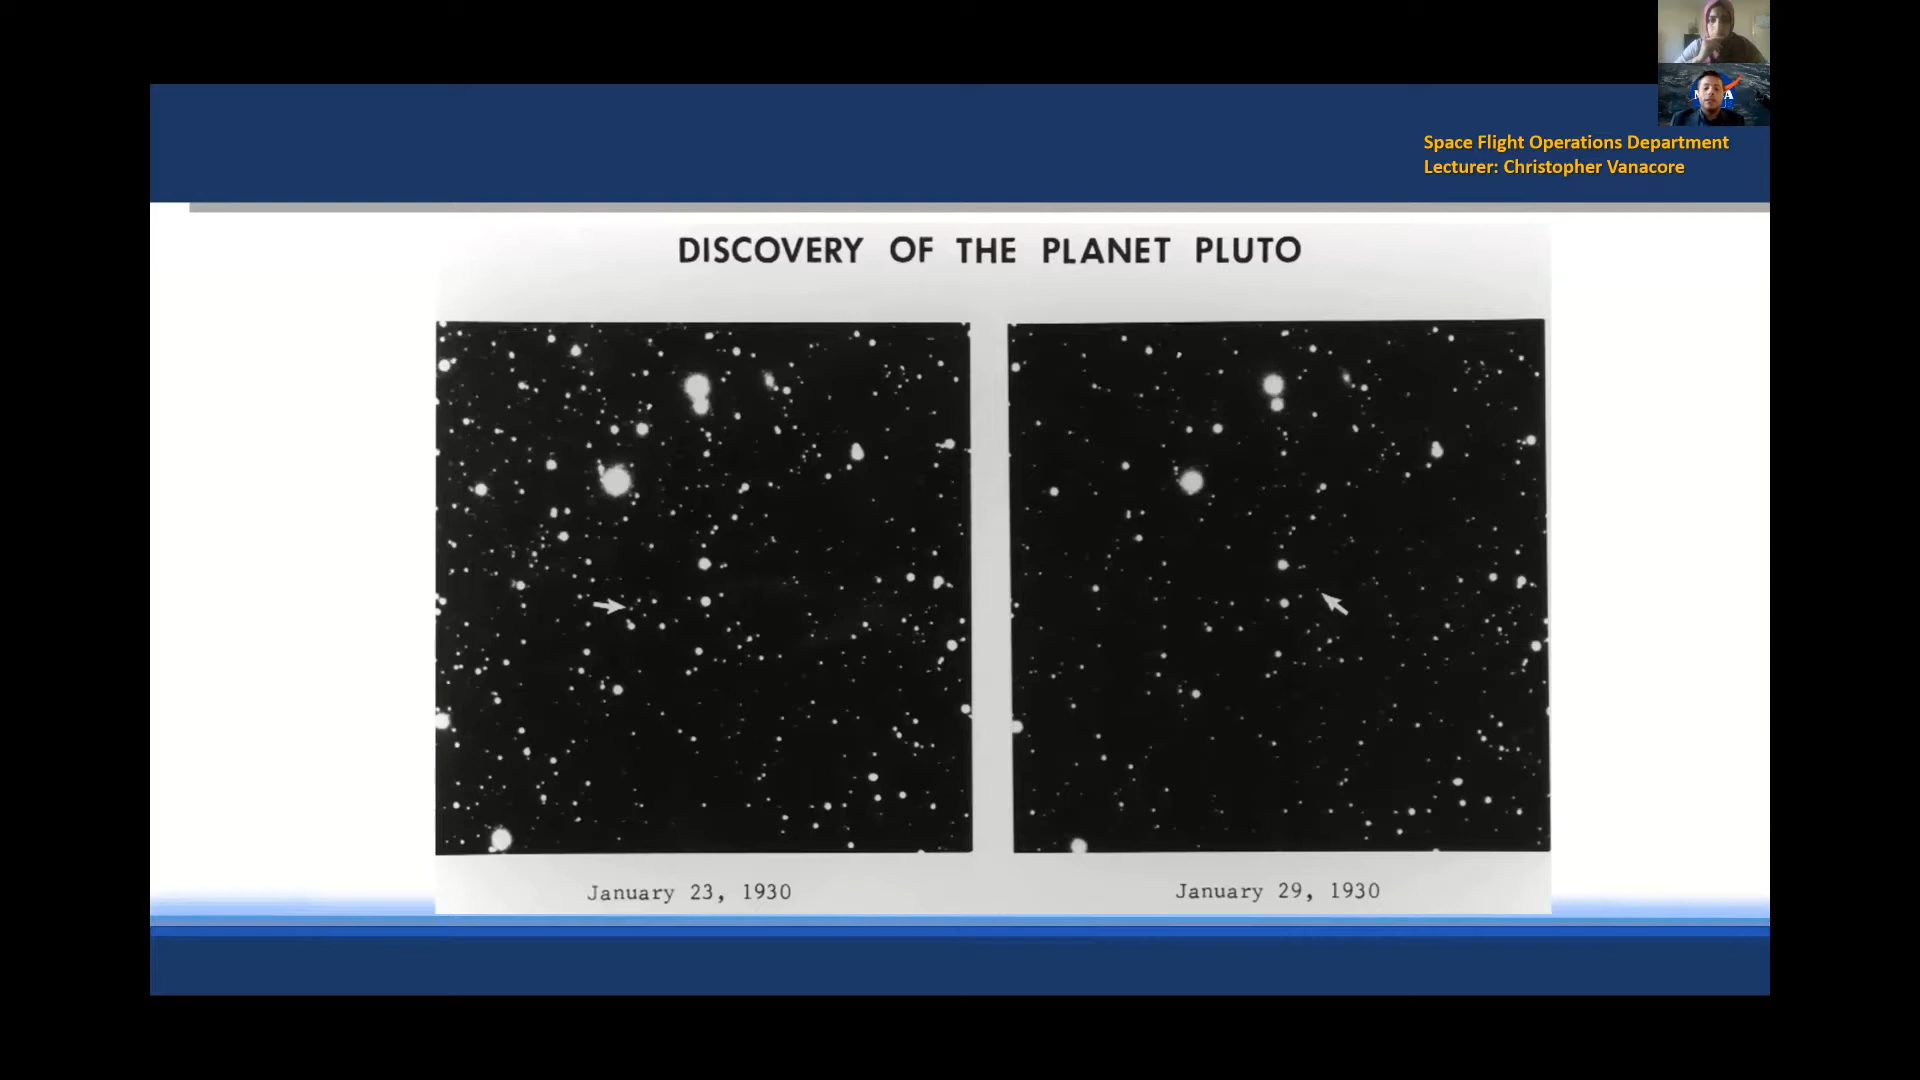 Space Flight Operations Department
Lecturer: Christopher Vanacore
DISCOVERY OF THE PLANET PLUTO
January 23, 1930
January 29, 1930